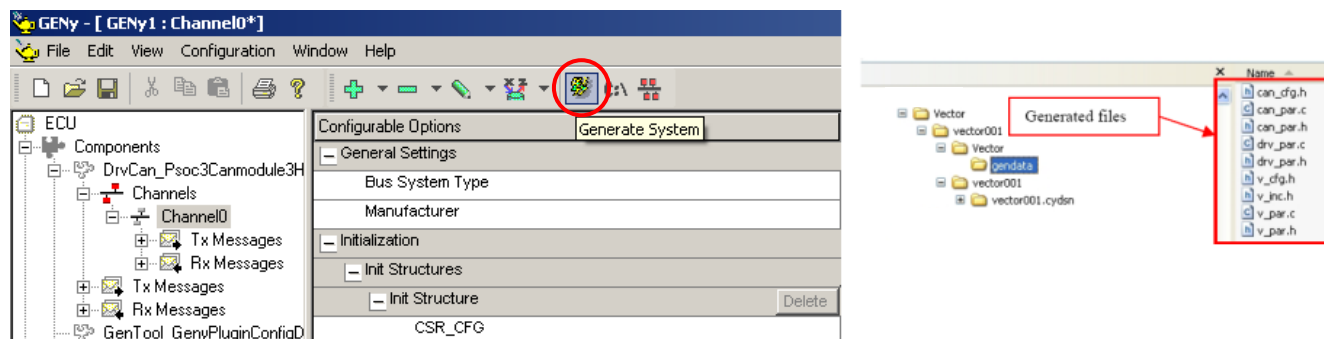 GENy - [ GENy1 : Channel0*]
File Edit View Configuration Window Help
C:\
Generate System
ECU
Components
DrvCan_Psoc3Canmodule3H
Channels
Channel0
Tx Messages
Rx Messages
Tx Messages
Rx Messages
GenTool_GenyPluginConfigD
Configurable Options
General Settings
Bus System Type
Manufacturer
Initialization
Init Structures
Init Structure Delete
CSR_CFG
Vector
vector001
Vector
gendata
vector001
vector001.cydsn
Generated files
X Name
can_cfg.h
can_par.c
can_par.h
drv_par.c
drv_par.h
v_cfg.h
v_inc.h
v_par.c
v_par.h